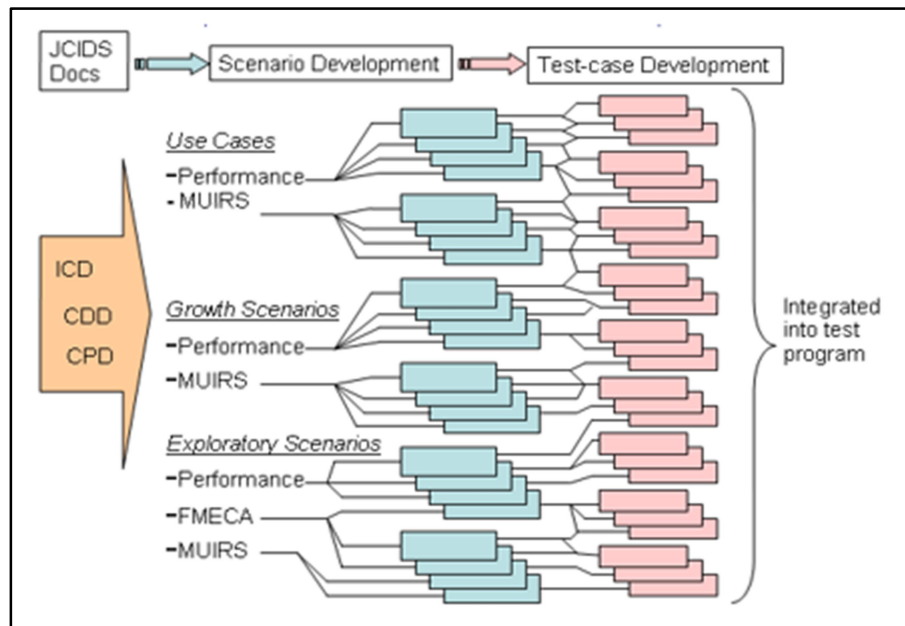 JCIDS
Docs
Scenario Development
Test-case Development
Use Cases
-Performance
- MUIRS
ICD
CDD
CPD
Growth Scenarios
-Performance
-MUIRS
Exploratory Scenarios
-Performance
-FMECA
-MUIRS
Integrated
into test
program